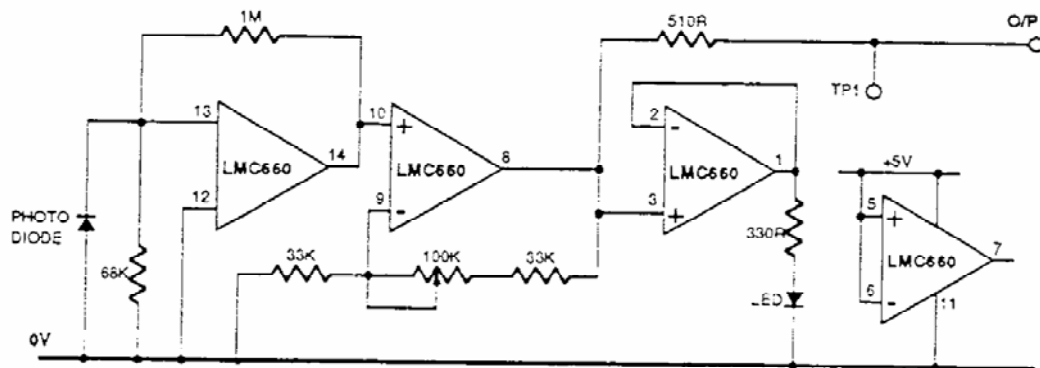 1M
510R
O/P
TP1
13
12
LMC660
14
10
+
9
-
LMC660
8
2
-
3
+
LMC660
1
+5V
5
+
6
-
LMC660
7
11
PHOTO
DIODE
68K
33K
100K
33K
330R
LED
0V